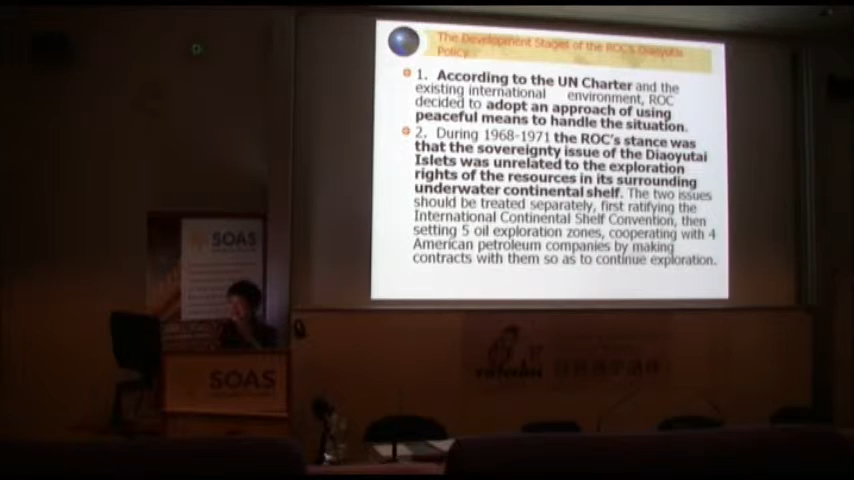 The Development Stages of the ROC's Diaoyutai
Policy
1. According to the UN Charter and the
existing international environment, ROC
decided to adopt an approach of using
peaceful means to handle the situation.
2. During 1968-1971 the ROC's stance was
that the sovereignty issue of the Diaoyutai
Islets was unrelated to the exploration
rights of the resources in its surrounding
underwater continental shelf. The two issues
should be treated separately, first ratifying the
International Continental Shelf Convention, then
setting 5 oil exploration zones, cooperating with 4
American petroleum companies by making
contracts with them so as to continue exploration.
SOAS
SOAS